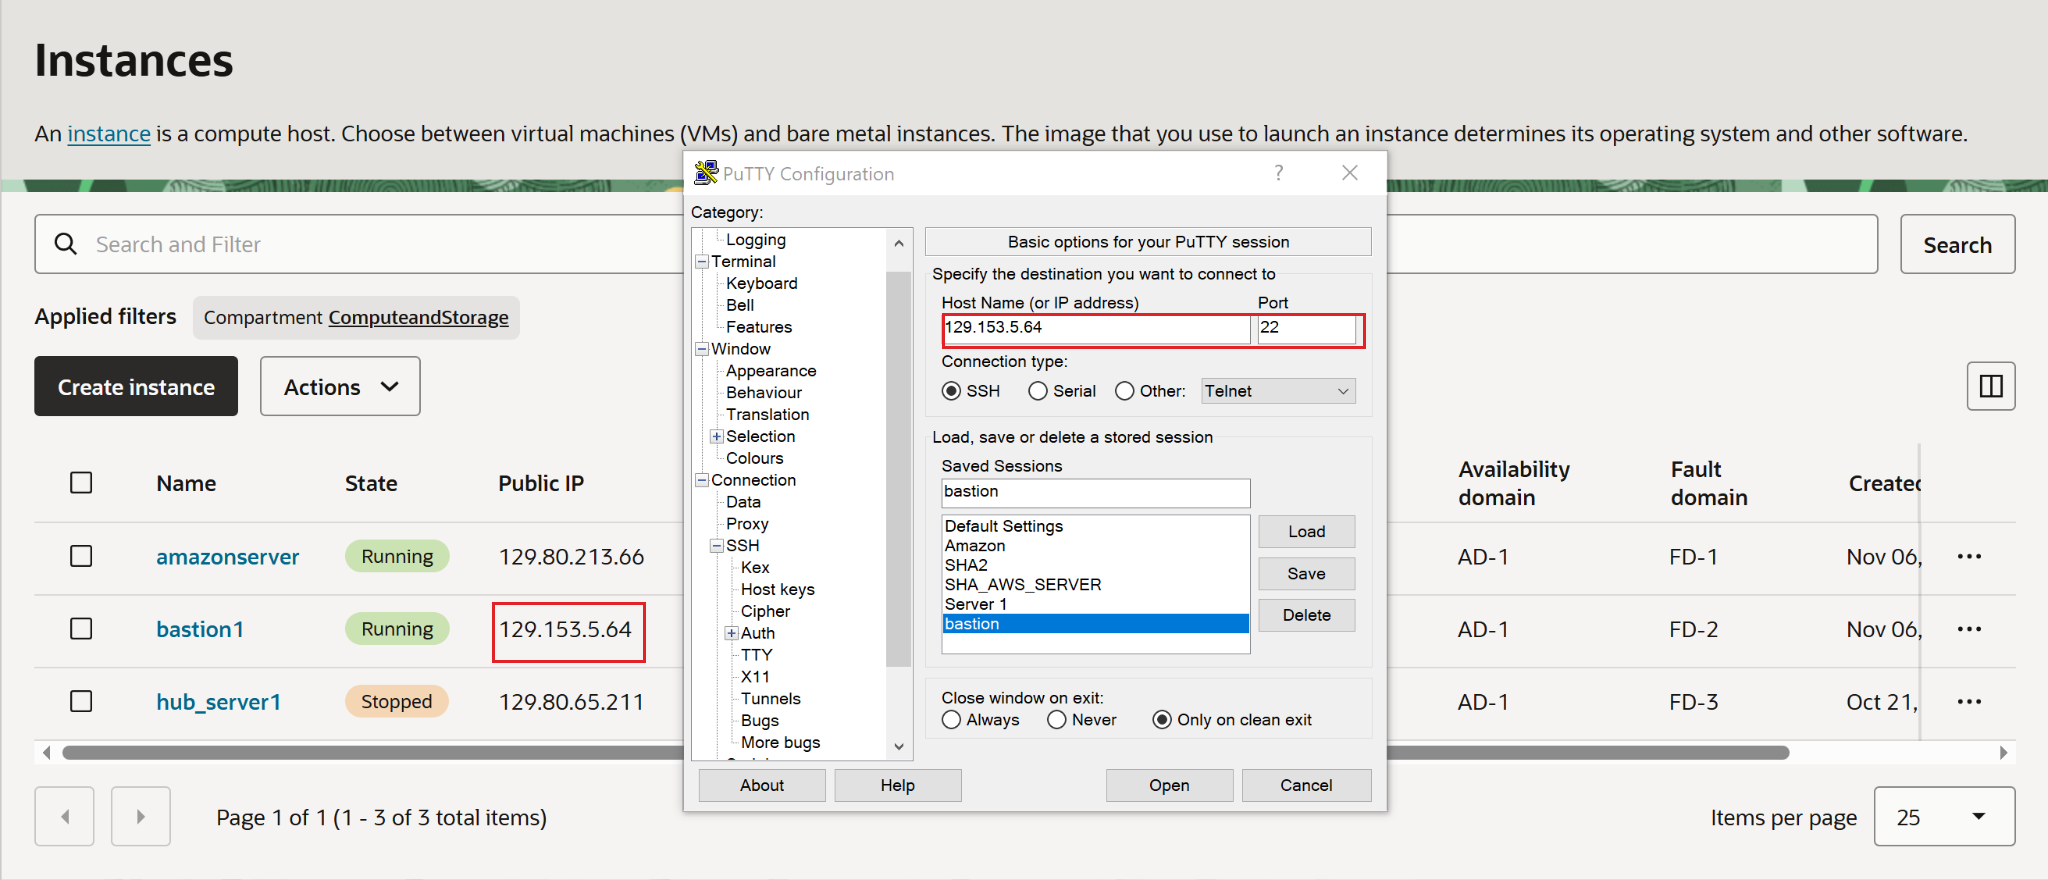 Instances
An instance is a compute host. Choose between virtual machines (VMs) and bare metal instances. The image that you use to launch an instance determines its operating system and other software.
Search and Filter
Search
Applied filters
Compartment ComputeandStorage
Create instance
Actions
Name
State
Public IP
Availability
domain
Fault
domain
Created
amazonserver
Running
129.80.213.66
AD-1
FD-1
Nov 06,
bastion1
Running
129.153.5.64
AD-1
FD-2
Nov 06,
hub_server1
Stopped
129.80.65.211
AD-1
FD-3
Oct 21,
Page 1 of 1 (1 - 3 of 3 total items)
Items per page
25
PuTTY Configuration
?
Category:
Logging
Terminal
Keyboard
Bell
Features
Window
Appearance
Behaviour
Translation
Selection
Colours
Connection
Data
Proxy
SSH
Kex
Host keys
Cipher
Auth
TTY
X11
Tunnels
Bugs
More bugs
Basic options for your PuTTY session
Specify the destination you want to connect to
Host Name (or IP address)
Port
129.153.5.64
22
Connection type:
SSH
Serial
Other:
Telnet
Load, save or delete a stored session
Saved Sessions
bastion
Default Settings
Amazon
SHA2
SHA_AWS_SERVER
Server 1
bastion
Load
Save
Delete
Close window on exit:
Always
Never
Only on clean exit
About
Help
Open
Cancel